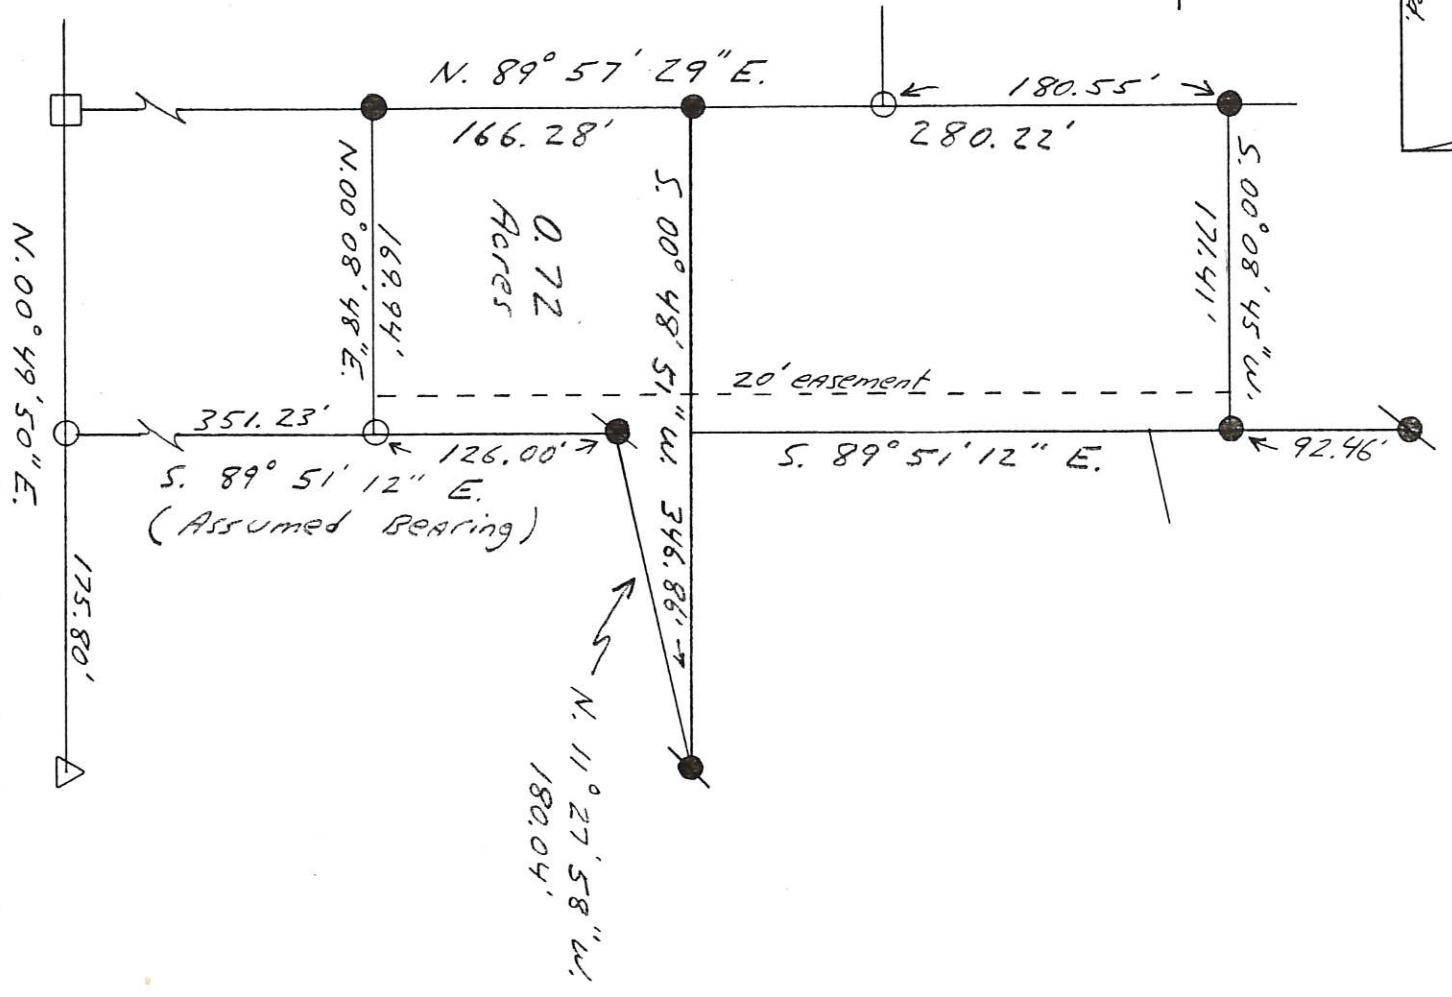 N. 89° 57' 29" E.
180.55'
166.28'
280.22'
N. 00° 08' 48" E.
169.94'
0.72
Acres
S. 00° 48' 51" W. 346.86'
S. 00° 08' 45" W.
171.41'
N. 00° 49' 50" E.
175.80'
20' easement
351.23'
126.00'
S. 89° 51' 12" E.
92.46'
S. 89° 51' 12" E.
(Assumed Bearing)
N. 11° 27' 58" W.
180.04'